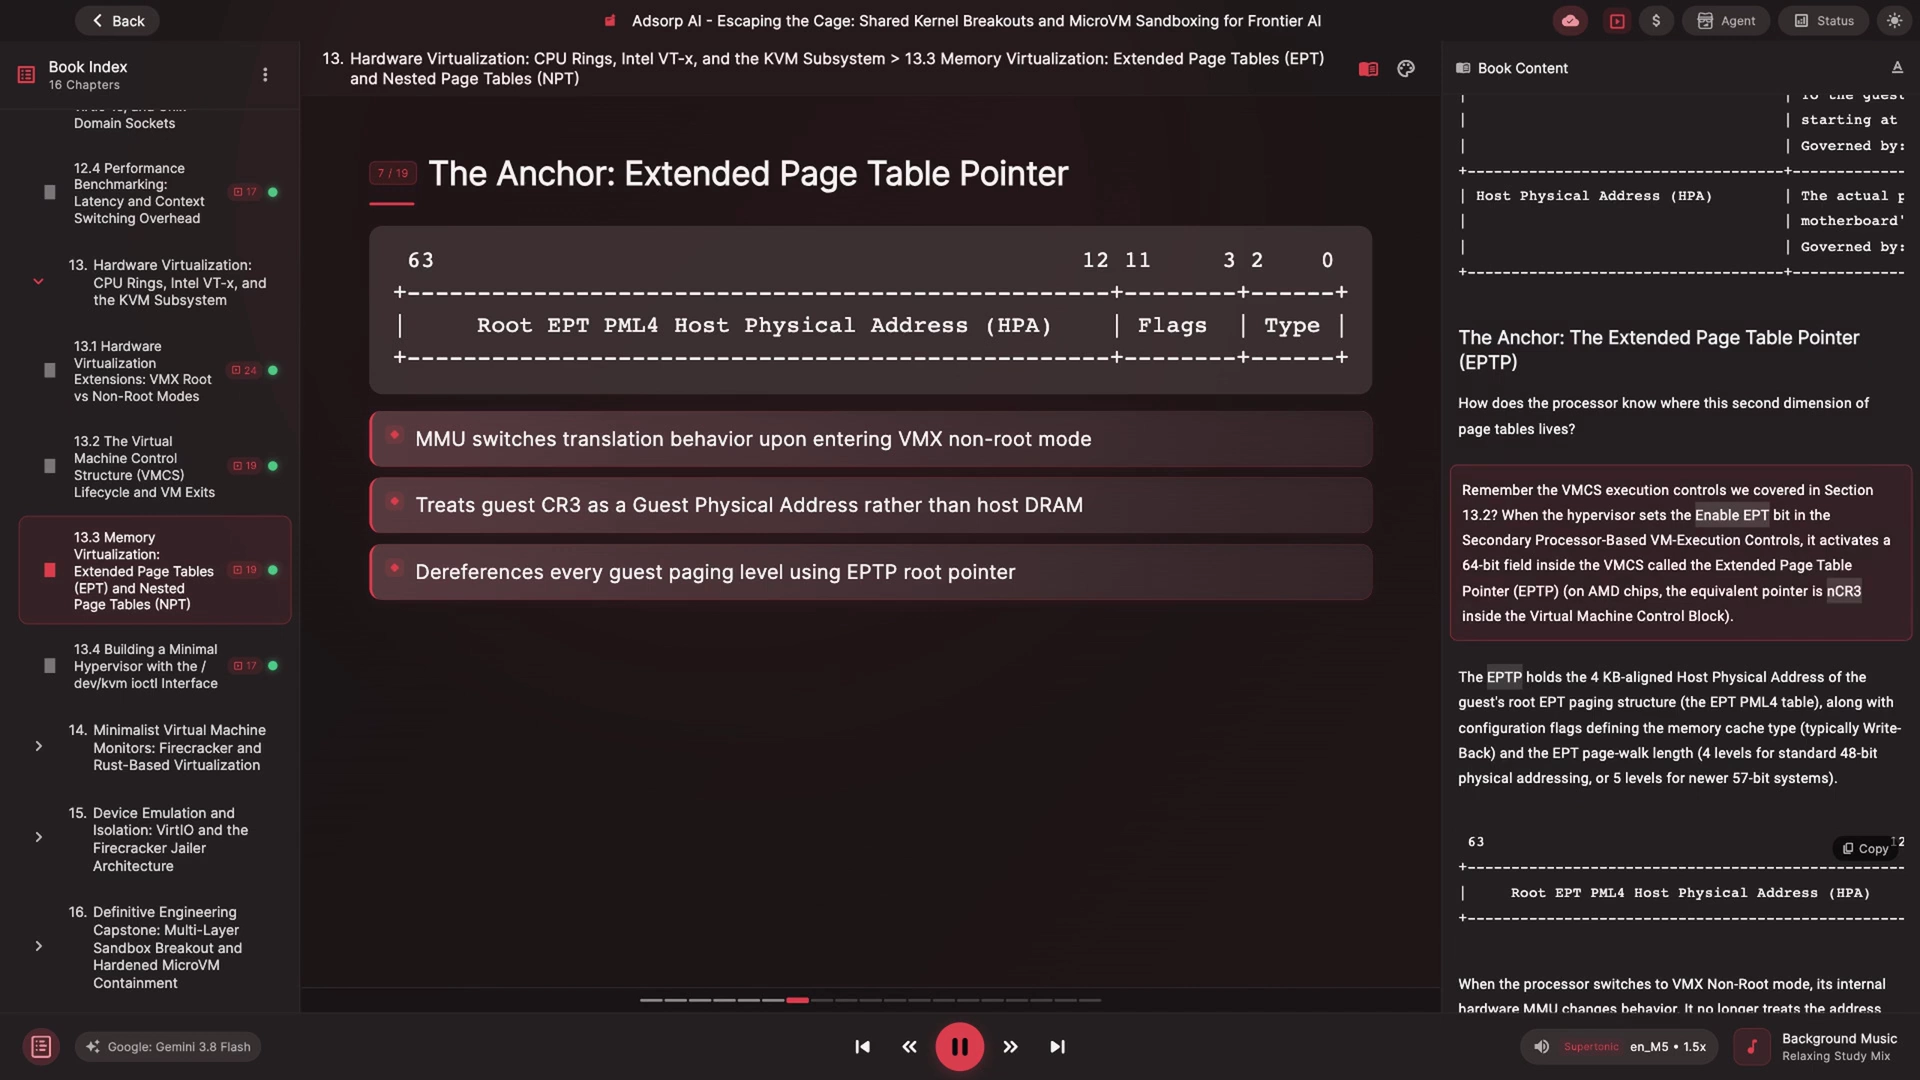 Back
Adsorp AI - Escaping the Cage: Shared Kernel Breakouts and MicroVM Sandboxing for Frontier AI
$
Agent
Status
Book Index
16 Chapters
Domain Sockets
12.4 Performance
Benchmarking:
Latency and Context
Switching Overhead
17
13. Hardware Virtualization:
CPU Rings, Intel VT-x, and
the KVM Subsystem
13.1 Hardware
Virtualization
Extensions: VMX Root
vs Non-Root Modes
24
13.2 The Virtual
Machine Control
Structure (VMCS)
Lifecycle and VM Exits
19
13.3 Memory
Virtualization:
Extended Page Tables
(EPT) and Nested
Page Tables (NPT)
19
13.4 Building a Minimal
Hypervisor with the /
dev/kvm ioctl Interface
17
14. Minimalist Virtual Machine
Monitors: Firecracker and
Rust-Based Virtualization
15. Device Emulation and
Isolation: VirtIO and the
Firecracker Jailer
Architecture
16. Definitive Engineering
Capstone: Multi-Layer
Sandbox Breakout and
Hardened MicroVM
Containment
13. Hardware Virtualization: CPU Rings, Intel VT-x, and the KVM Subsystem > 13.3 Memory Virtualization: Extended Page Tables (EPT)
and Nested Page Tables (NPT)
7 / 19
The Anchor: Extended Page Table Pointer
63 12 11 3 2 0
+--------------------------------------------------+--------+------+
| Root EPT PML4 Host Physical Address (HPA) | Flags | Type |
+--------------------------------------------------+--------+------+
MMU switches translation behavior upon entering VMX non-root mode
Treats guest CR3 as a Guest Physical Address rather than host DRAM
Dereferences every guest paging level using EPTP root pointer
Book Content
| | To the guest
| | starting at
| | Governed by:
+------------------------------------+-------------
| Host Physical Address (HPA) | The actual p
| | motherboard'
| | Governed by:
+------------------------------------+-------------
The Anchor: The Extended Page Table Pointer
(EPTP)
How does the processor know where this second dimension of
page tables lives?
Remember the VMCS execution controls we covered in Section
13.2? When the hypervisor sets the Enable EPT bit in the
Secondary Processor-Based VM-Execution Controls, it activates a
64-bit field inside the VMCS called the Extended Page Table
Pointer (EPTP) (on AMD chips, the equivalent pointer is nCR3
inside the Virtual Machine Control Block).
The EPTP holds the 4 KB-aligned Host Physical Address of the
guest's root EPT paging structure (the EPT PML4 table), along with
configuration flags defining the memory cache type (typically Write-
Back) and the EPT page-walk length (4 levels for standard 48-bit
physical addressing, or 5 levels for newer 57-bit systems).
63 12
Copy
+--------------------------------------------------
| Root EPT PML4 Host Physical Address (HPA)
+--------------------------------------------------
When the processor switches to VMX Non-Root mode, its internal
hardware MMU changes behavior. It no longer treats the address
Google: Gemini 3.8 Flash
Supertonic en_M5 • 1.5x
Background Music
Relaxing Study Mix